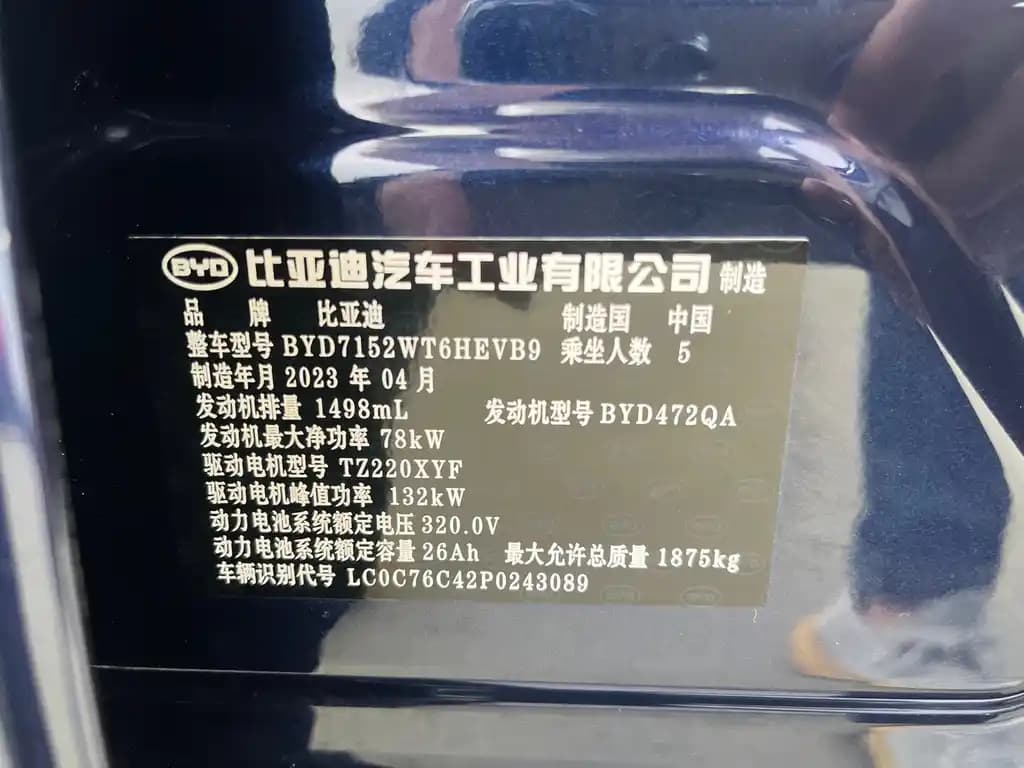 BYD 比亚迪汽车工业有限公司 制造
品 牌 比亚迪 制造国 中国
整车型号 BYD7152WT6HEVB9 乘坐人数 5
制造年月 2023 年 04 月
发动机排量 1498mL 发动机型号 BYD472QA
发动机最大净功率 78kW
驱动电机型号 TZ220XYF
驱动电机峰值功率 132kW
动力电池系统额定电压 320.0V
动力电池系统额定容量 26Ah 最大允许总质量 1875kg
车辆识别代号 LC0C76C42P0243089